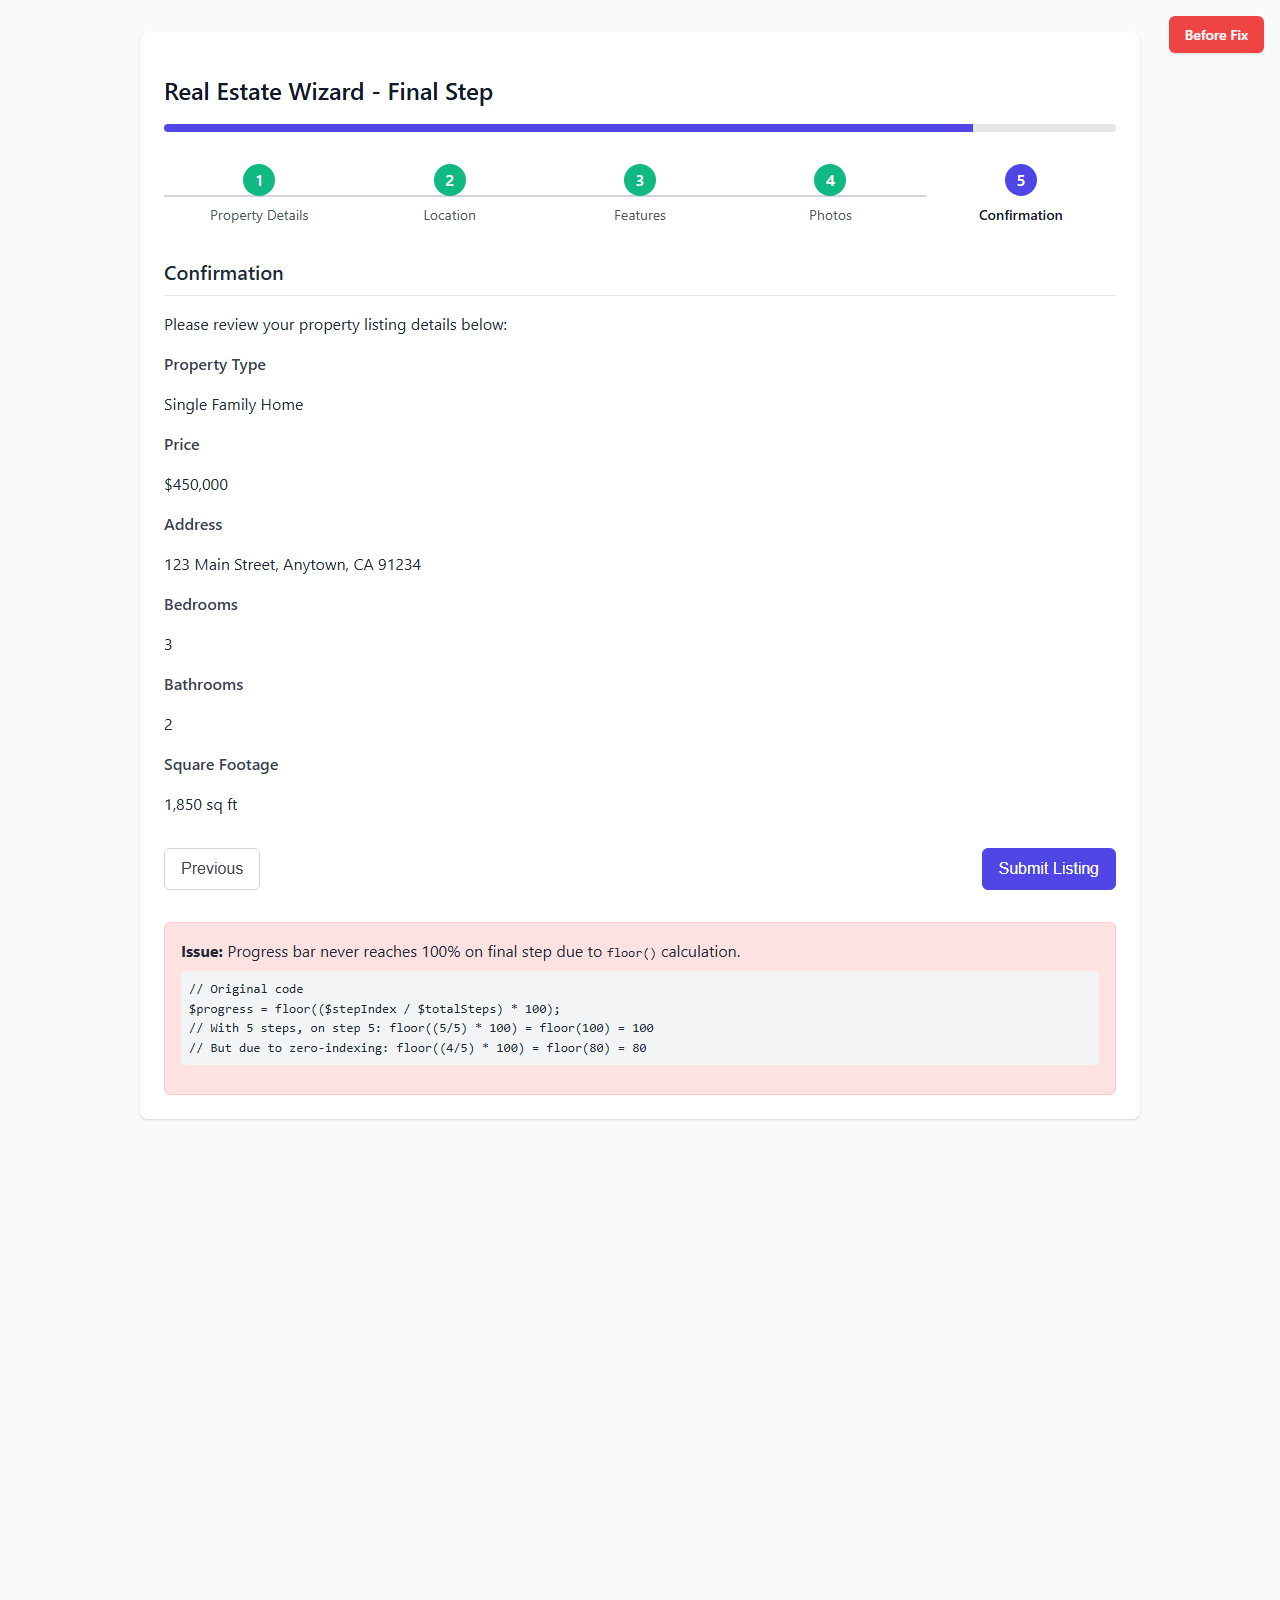 Before Fix
Real Estate Wizard - Final Step
1 2 3 4 5
Property Details Location Features Photos Confirmation
Confirmation
Please review your property listing details below:
Property Type
Single Family Home
Price
$450,000
Address
123 Main Street, Anytown, CA 91234
Bedrooms
3
Bathrooms
2
Square Footage
1,850 sq ft
Previous Submit Listing
Issue: Progress bar never reaches 100% on final step due to floor() calculation.
// Original code
$progress = floor(($stepIndex / $totalSteps) * 100);
// With 5 steps, on step 5: floor((5/5) * 100) = floor(100) = 100
// But due to zero-indexing: floor((4/5) * 100) = floor(80) = 80